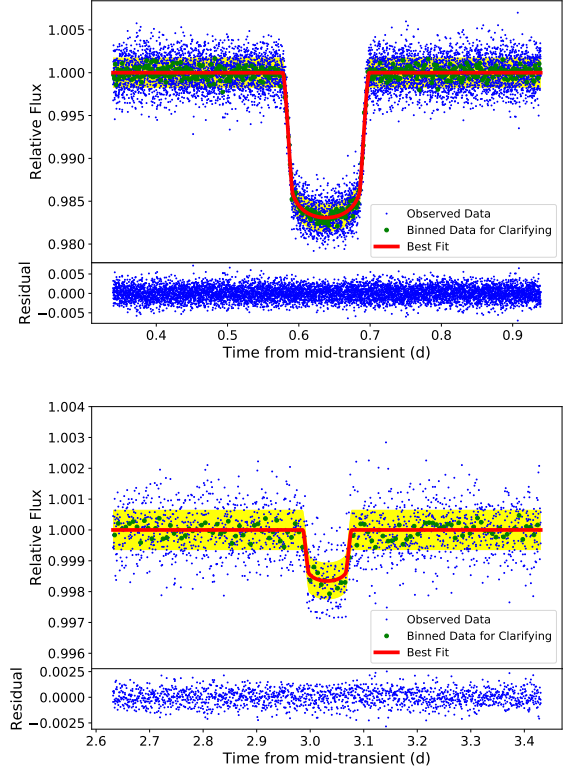 1.005
1.000
0.995
0.990
0.985
0.980
Relative Flux
Observed Data
Binned Data for Clarifying
Best Fit
0.005
0.000
−0.005
Residual
0.4 0.5 0.6 0.7 0.8 0.9
Time from mid-transient (d)
1.004
1.003
1.002
1.001
1.000
0.999
0.998
0.997
0.996
Relative Flux
Observed Data
Binned Data for Clarifying
Best Fit
0.0025
0.0000
−0.0025
Residual
2.6 2.7 2.8 2.9 3.0 3.1 3.2 3.3 3.4
Time from mid-transient (d)